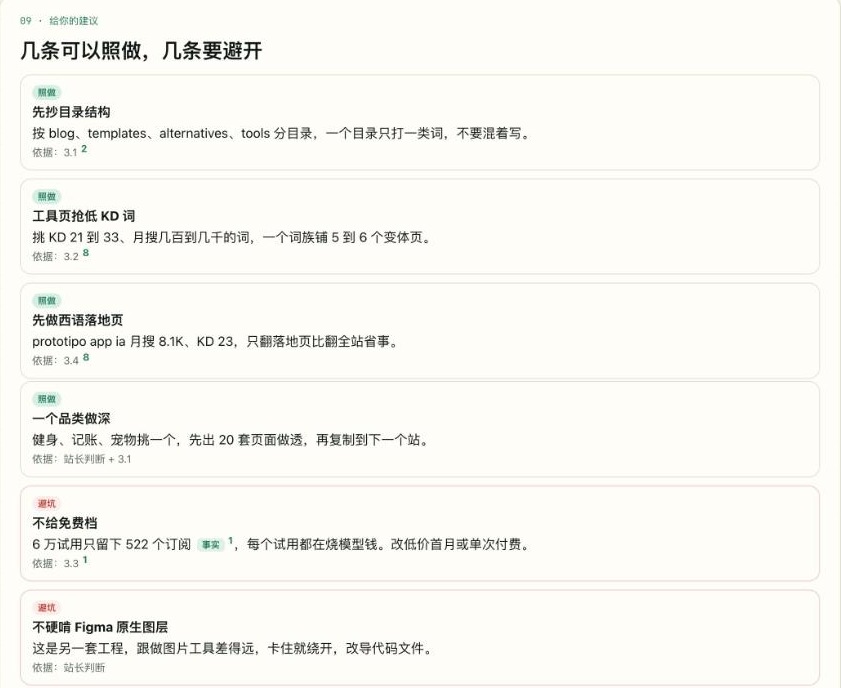 09 · 给你的建议
几条可以照做，几条要避开
照做
先抄目录结构
按 blog、templates、alternatives、tools 分目录，一个目录只打一类词，不要混着写。
依据：3.1 2
照做
工具页抢低 KD 词
挑 KD 21 到 33、月搜几百到几千的词，一个词族铺 5 到 6 个变体页。
依据：3.2 8
照做
先做西语落地页
prototipo app ia 月搜 8.1K、KD 23，只翻落地页比翻全站省事。
依据：3.4 8
照做
一个品类做深
健身、记账、宠物挑一个，先出 20 套页面做透，再复制到下一个站。
依据：站长判断 + 3.1
避坑
不给免费档
6 万试用只留下 522 个订阅 事实 1，每个试用都在烧模型钱。改低价首月或单次付费。
依据：3.3 1
避坑
不硬啃 Figma 原生图层
这是另一套工程，跟做图片工具差得远，卡住就绕开，改导代码文件。
依据：站长判断